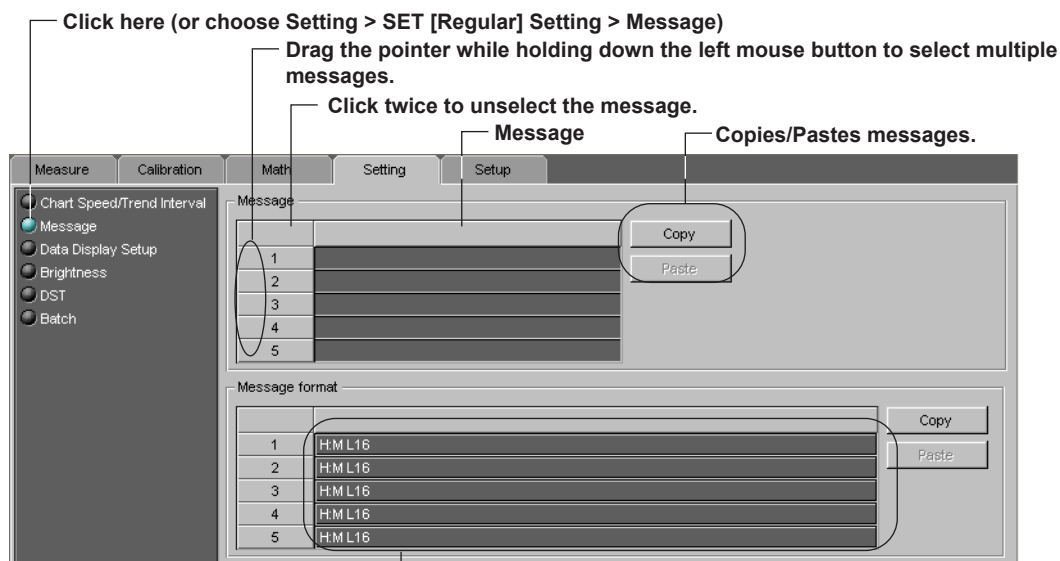 Click here (or choose Setting > SET [Regular] Setting > Message)
Drag the pointer while holding down the left mouse button to select multiple
messages.
Click twice to unselect the message.
Message
Copies/Pastes messages.
Measure Calibration Math Setting Setup
Chart Speed/Trend Interval
Message
Data Display Setup
Brightness
DST
Batch
Message
Copy
Paste
1
2
3
4
5
Message format
Copy
Paste
1 H:M L16
2 H:M L16
3 H:M L16
4 H:M L16
5 H:M L16